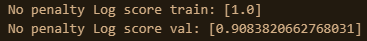 No penalty Log score train: [1.0]
No penalty Log score val: [0.9083820662768031]